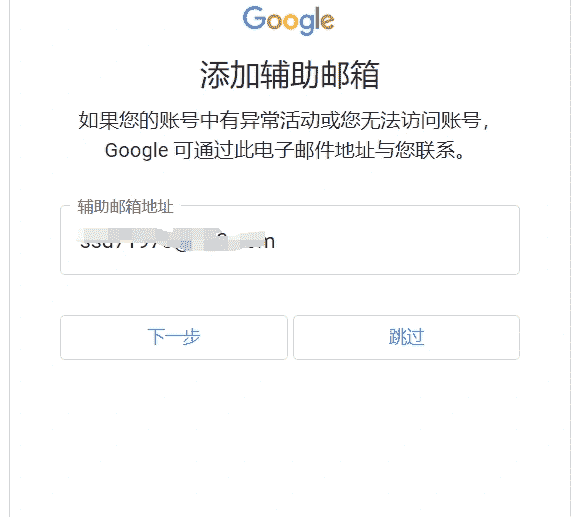 Google
添加辅助邮箱
如果您的账号中有异常活动或您无法访问账号，
Google 可通过此电子邮件地址与您联系。
辅助邮箱地址
下一步
跳过